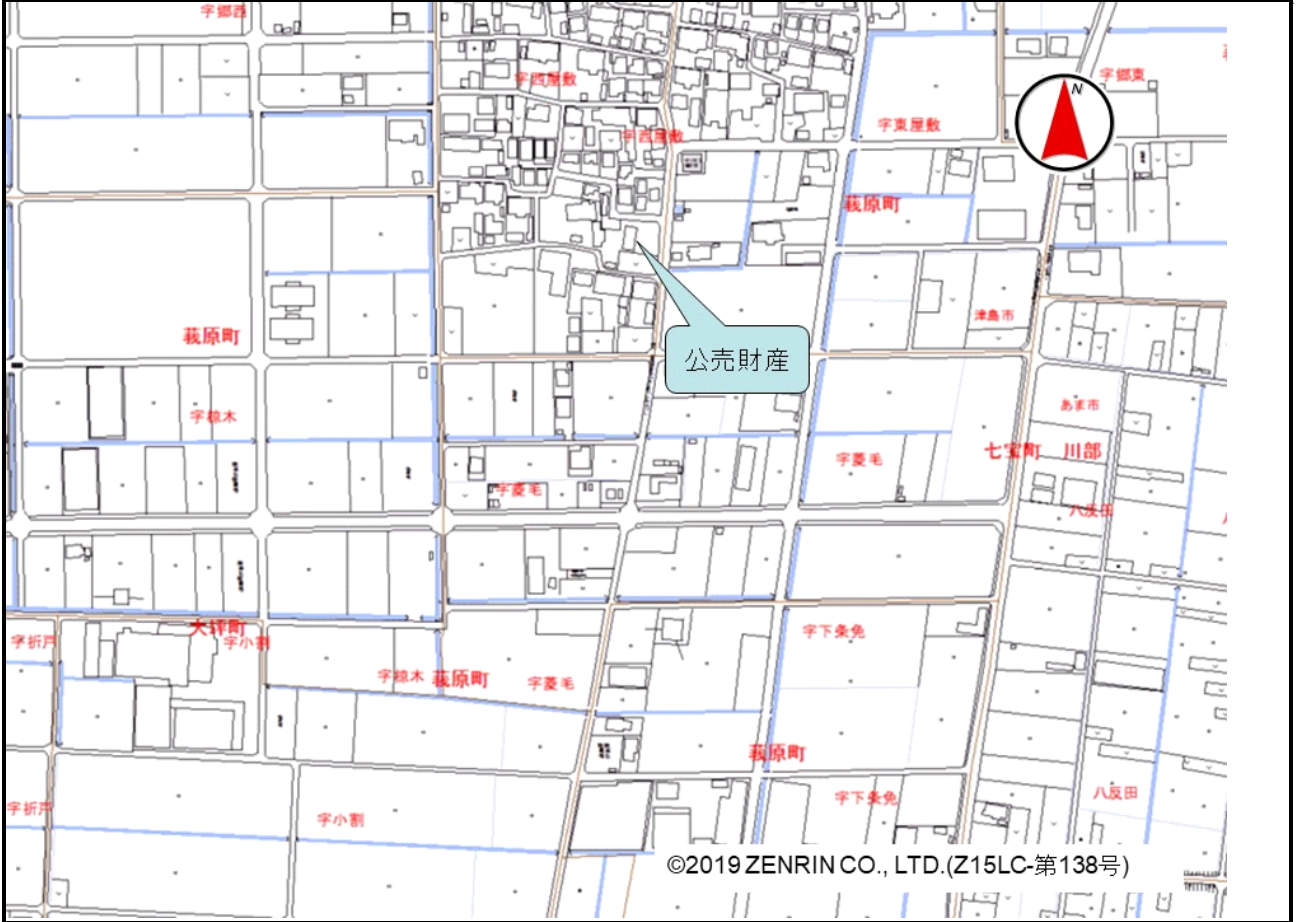 字郷西
字西屋敷
N
字郷東
字東屋敷
字西屋敷
莪原町
津島市
莪原町
公売財産
あま市
字椋木
七宝町 川部
字菱毛
字菱毛
八反田
大坪町
字小割
字折戸
字下条免
字椋木
莪原町
字菱毛
莪原町
八反田
字下条免
字折戸
字小割
©2019 ZENRIN CO., LTD.(Z15LC-第138号)